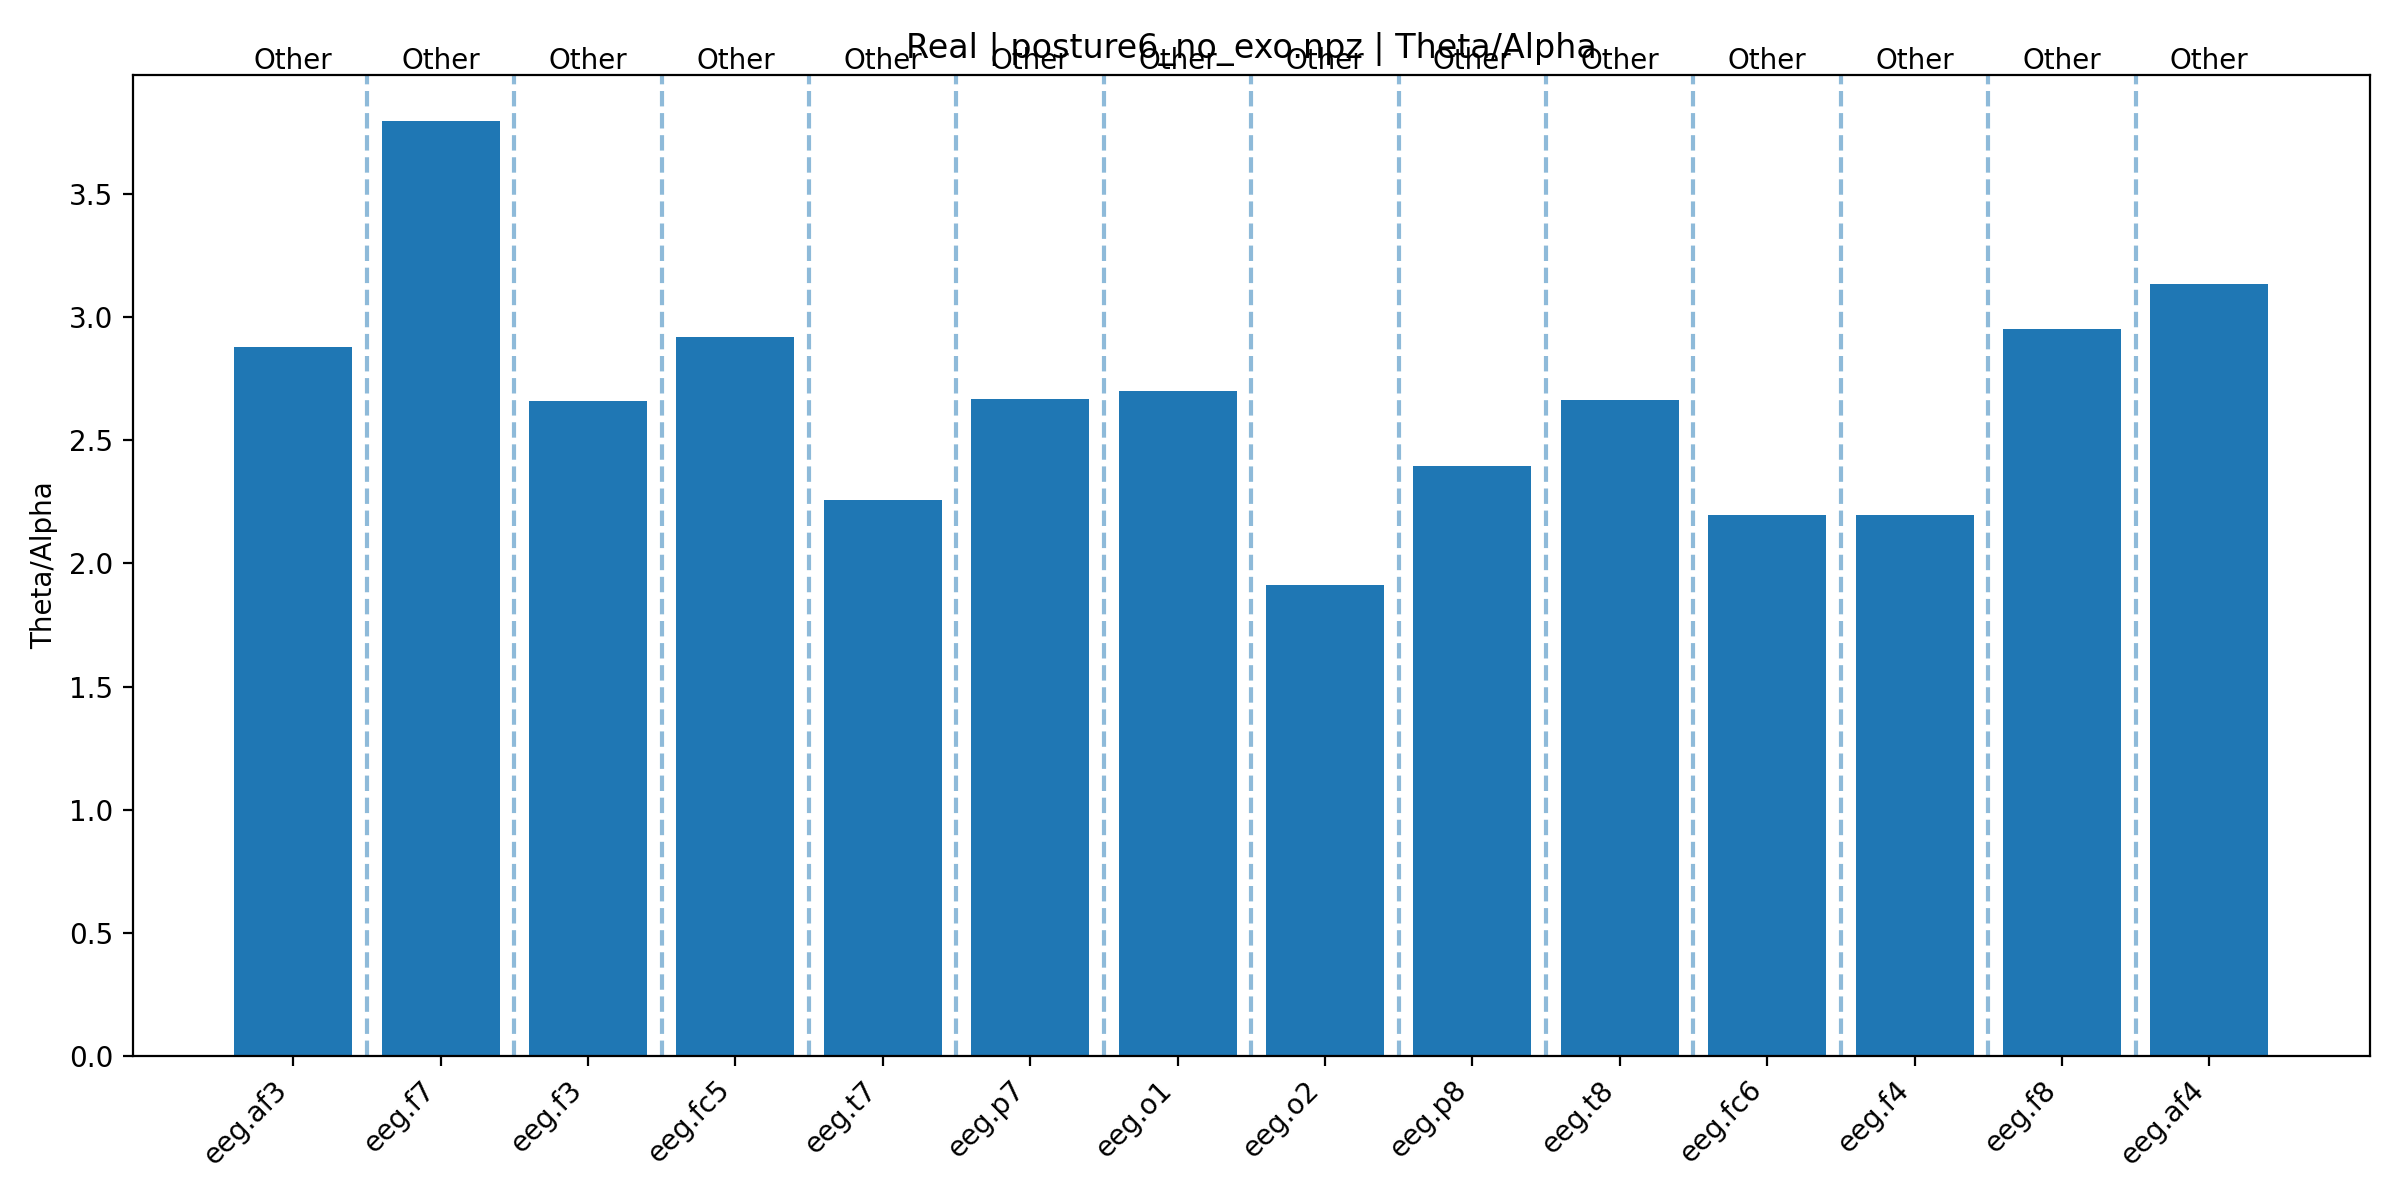 Real | posture6_no_exo.npz | Theta/Alpha
Other Other Other Other Other Other Other Other Other Other Other Other Other Other
Theta/Alpha
3.5
3.0
2.5
2.0
1.5
1.0
0.5
0.0
eeg.af3 eeg.f7 eeg.f3 eeg.fc5 eeg.t7 eeg.p7 eeg.o1 eeg.o2 eeg.p8 eeg.t8 eeg.fc6 eeg.f4 eeg.f8 eeg.af4